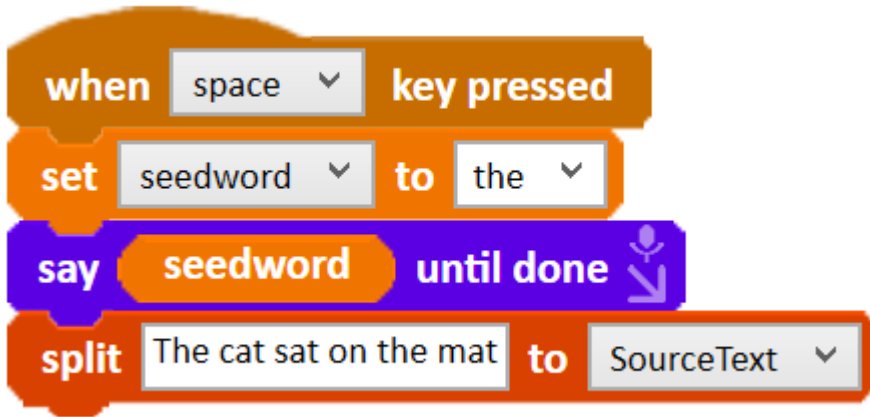 when space key pressed
set seedword to the
say seedword until done
split The cat sat on the mat to SourceText